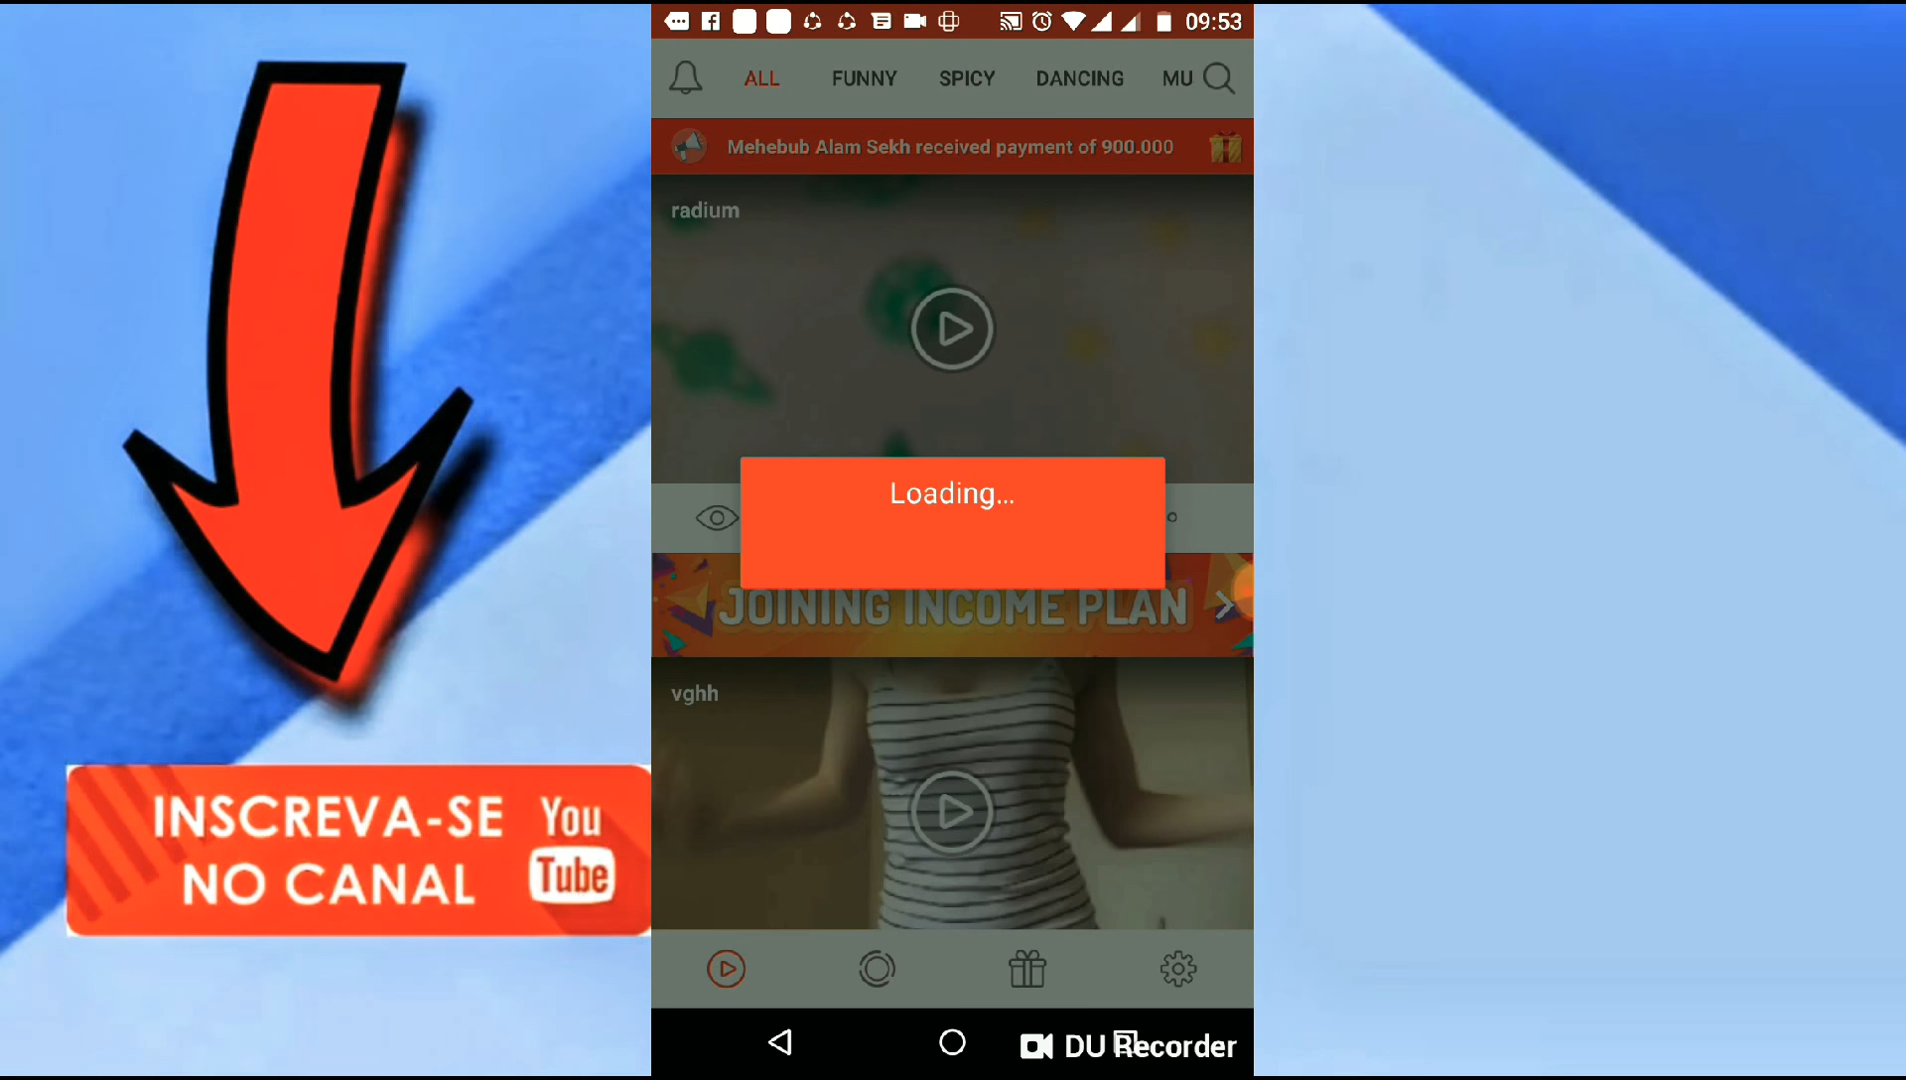 09:53
ALL FUNNY SPICY DANCING MU
Mehebub Alam Sekh received payment of 900.000
radium
Loading...
JOINING INCOME PLAN
vghh
INSCREVA-SE
NO CANAL
You
Tube
DU Recorder